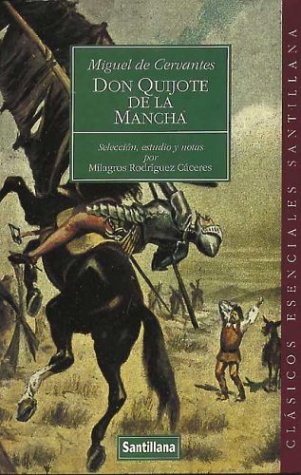 Miguel de Cervantes
DON QUIJOTE
DE LA
MANCHA
Selección, estudio y notas
por
Milagros Rodríguez Cáceres
CLÁSICOS ESENCIALES SANTILLANA
Santillana